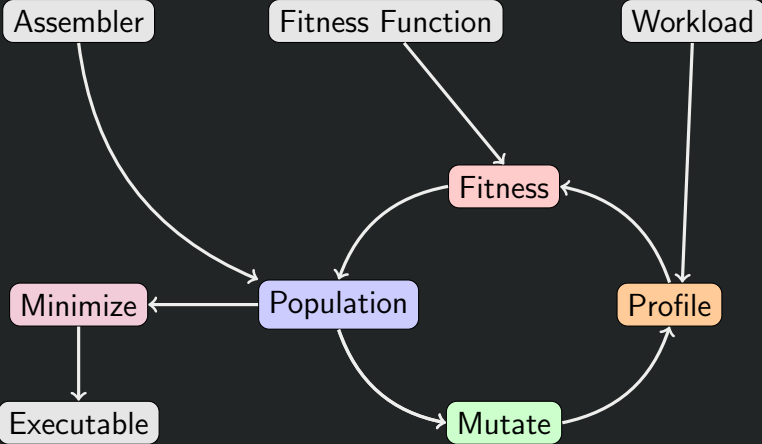 Assembler
Fitness Function
Workload
Fitness
Minimize
Population
Profile
Executable
Mutate